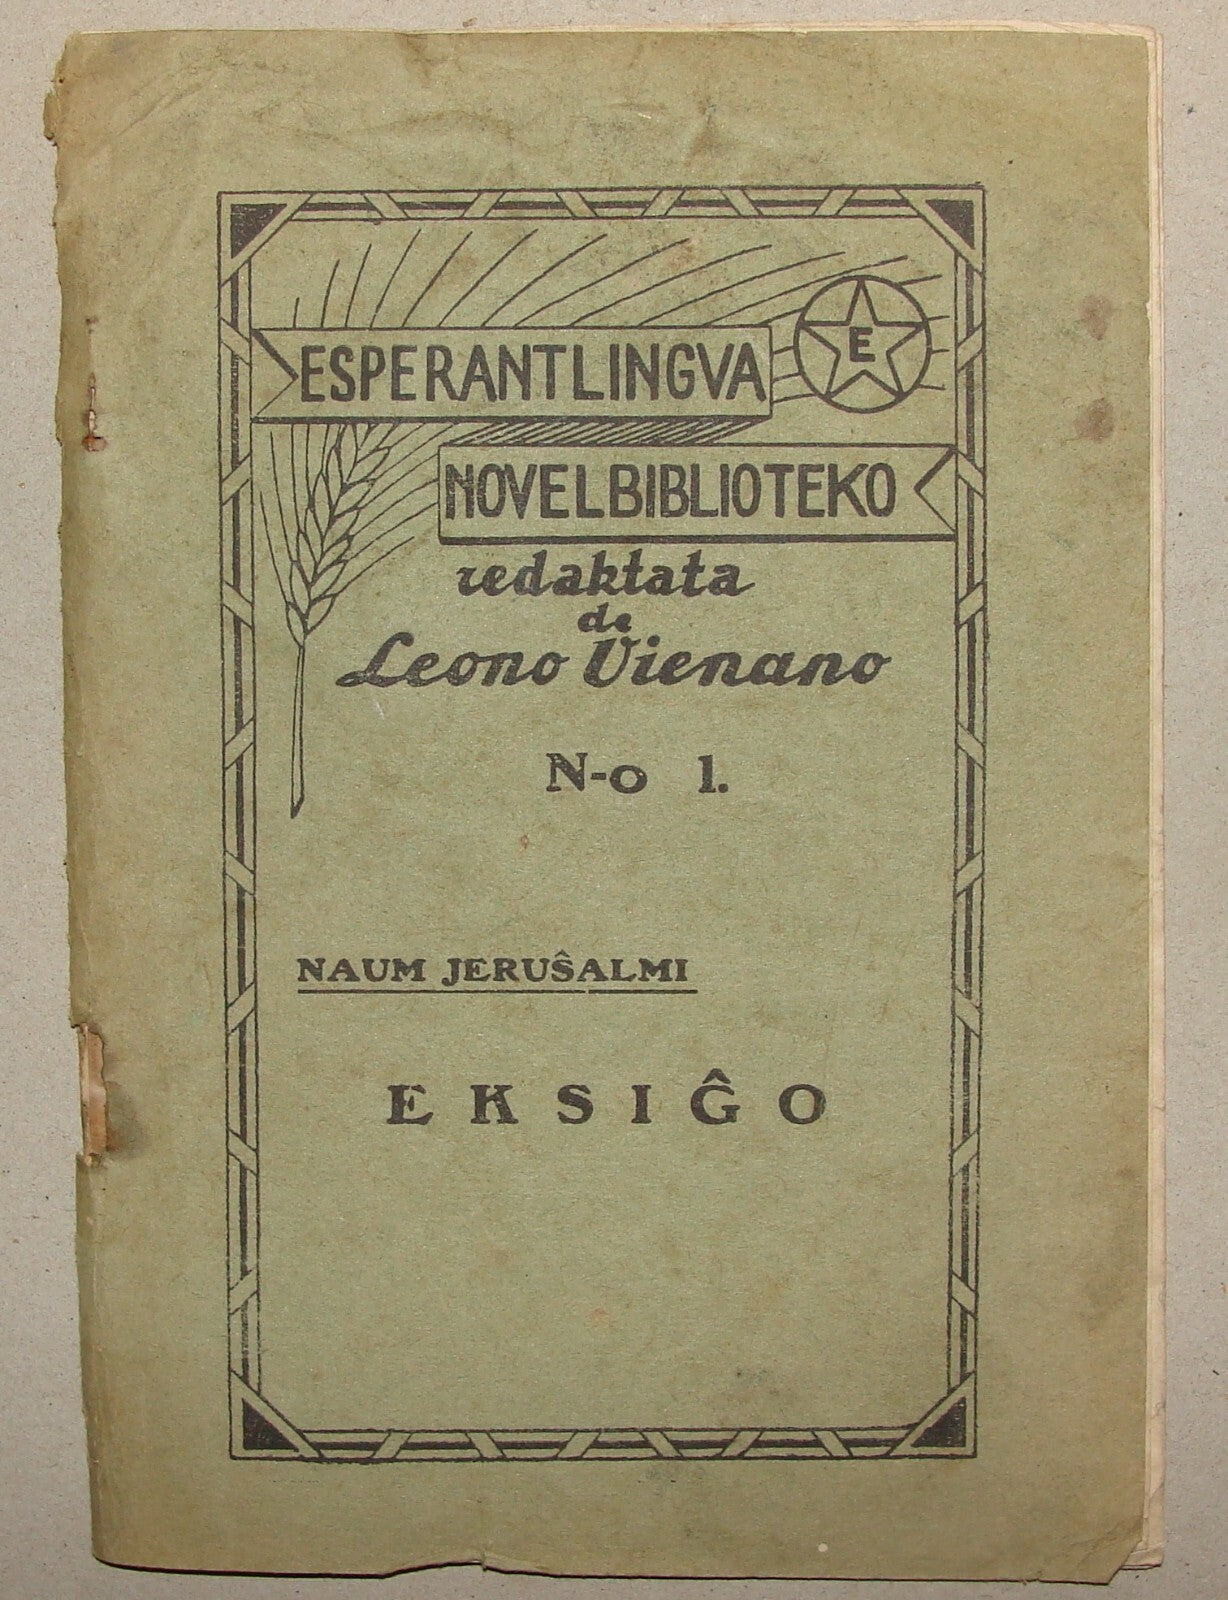 ESPERANTLINGVA
E
NOVELBIBLIOTEKO
redaktata
de
Leono Vienano
N-o 1.
NAUM JERUŜALMI
EKSIĜO